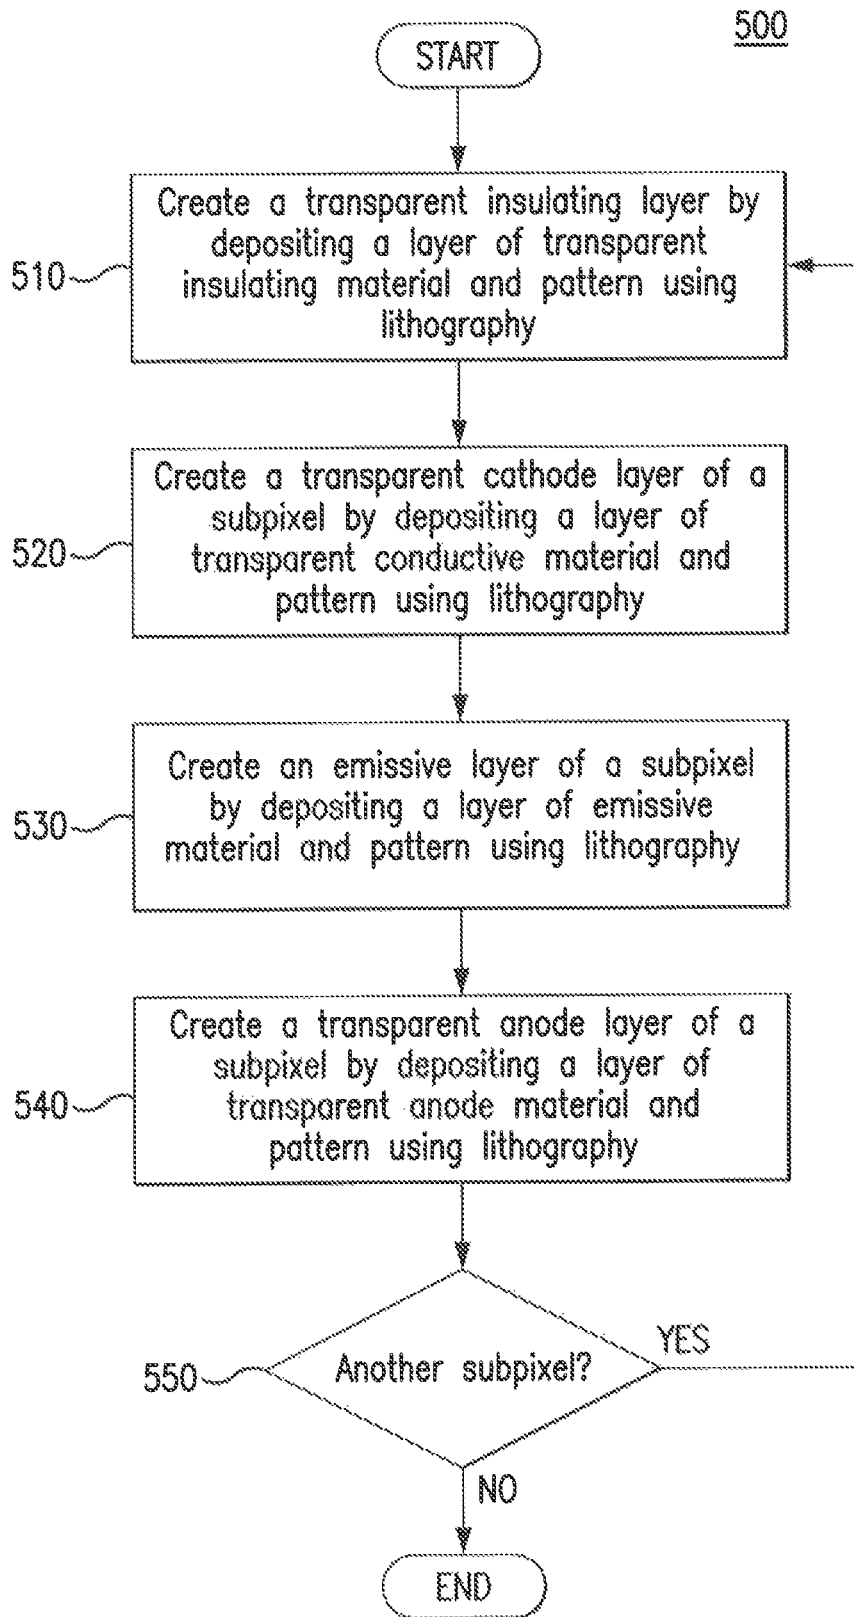 500
START
510
Create a transparent insulating layer by
depositing a layer of transparent
insulating material and pattern using
lithography
520
Create a transparent cathode layer of a
subpixel by depositing a layer of
transparent conductive material and
pattern using lithography
530
Create an emissive layer of a subpixel
by depositing a layer of emissive
material and pattern using lithography
540
Create a transparent anode layer of a
subpixel by depositing a layer of
transparent anode material and
pattern using lithography
550
Another subpixel?
YES
NO
END